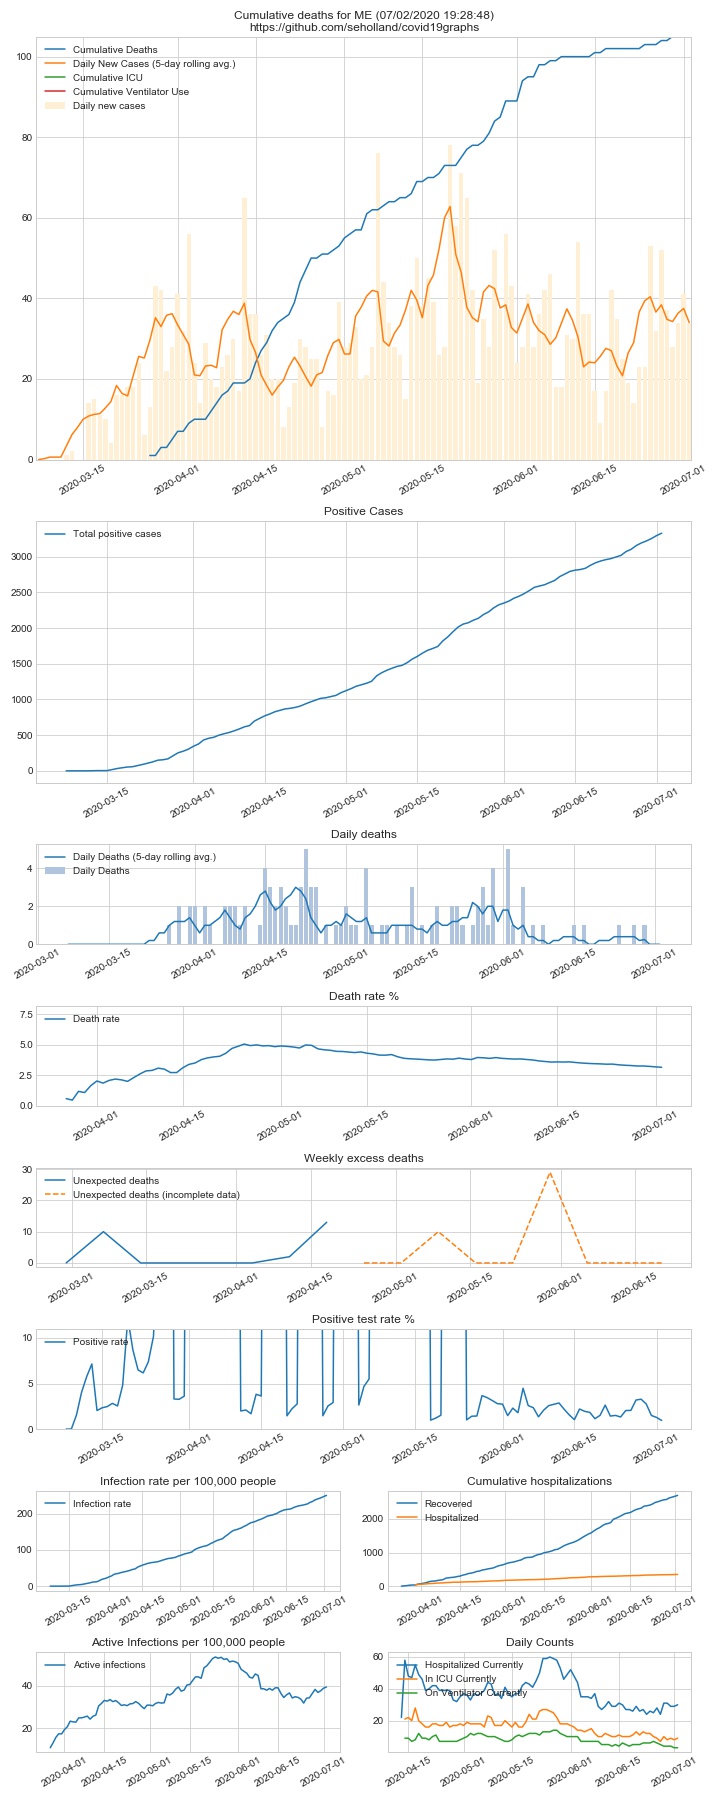 Cumulative deaths for ME (07/02/2020 19:28:48)
https://github.com/seholland/covid19graphs
Cumulative Deaths
Daily New Cases (5-day rolling avg.)
Cumulative ICU
Cumulative Ventilator Use
Daily new cases
100
80
60
40
20
0
2020-03-15 2020-04-01 2020-04-15 2020-05-01 2020-05-15 2020-06-01 2020-06-15 2020-07-01
Positive Cases
Total positive cases
3000
2500
2000
1500
1000
500
0
2020-03-15 2020-04-01 2020-04-15 2020-05-01 2020-05-15 2020-06-01 2020-06-15 2020-07-01
Daily deaths
Daily Deaths (5-day rolling avg.)
Daily Deaths
4
2
0
2020-03-01 2020-03-15 2020-04-01 2020-04-15 2020-05-01 2020-05-15 2020-06-01 2020-06-15 2020-07-01
Death rate %
Death rate
7.5
5.0
2.5
0.0
2020-04-01 2020-04-15 2020-05-01 2020-05-15 2020-06-01 2020-06-15 2020-07-01
Weekly excess deaths
Unexpected deaths
Unexpected deaths (incomplete data)
30
20
10
0
2020-03-01 2020-03-15 2020-04-01 2020-04-15 2020-05-01 2020-05-15 2020-06-01 2020-06-15
Positive test rate %
Positive rate
10
5
0
2020-03-15 2020-04-01 2020-04-15 2020-05-01 2020-05-15 2020-06-01 2020-06-15 2020-07-01
Infection rate per 100,000 people
Infection rate
200
100
0
2020-03-15 2020-04-01 2020-04-15 2020-05-01 2020-05-15 2020-06-01 2020-06-15 2020-07-01
Cumulative hospitalizations
Recovered
Hospitalized
2000
1000
0
2020-04-01 2020-04-15 2020-05-01 2020-05-15 2020-06-01 2020-06-15 2020-07-01
Active Infections per 100,000 people
Active infections
40
20
2020-04-01 2020-04-15 2020-05-01 2020-05-15 2020-06-01 2020-06-15 2020-07-01
Daily Counts
Hospitalized Currently
In ICU Currently
On Ventilator Currently
60
40
20
2020-04-15 2020-05-01 2020-05-15 2020-06-01 2020-06-15 2020-07-01